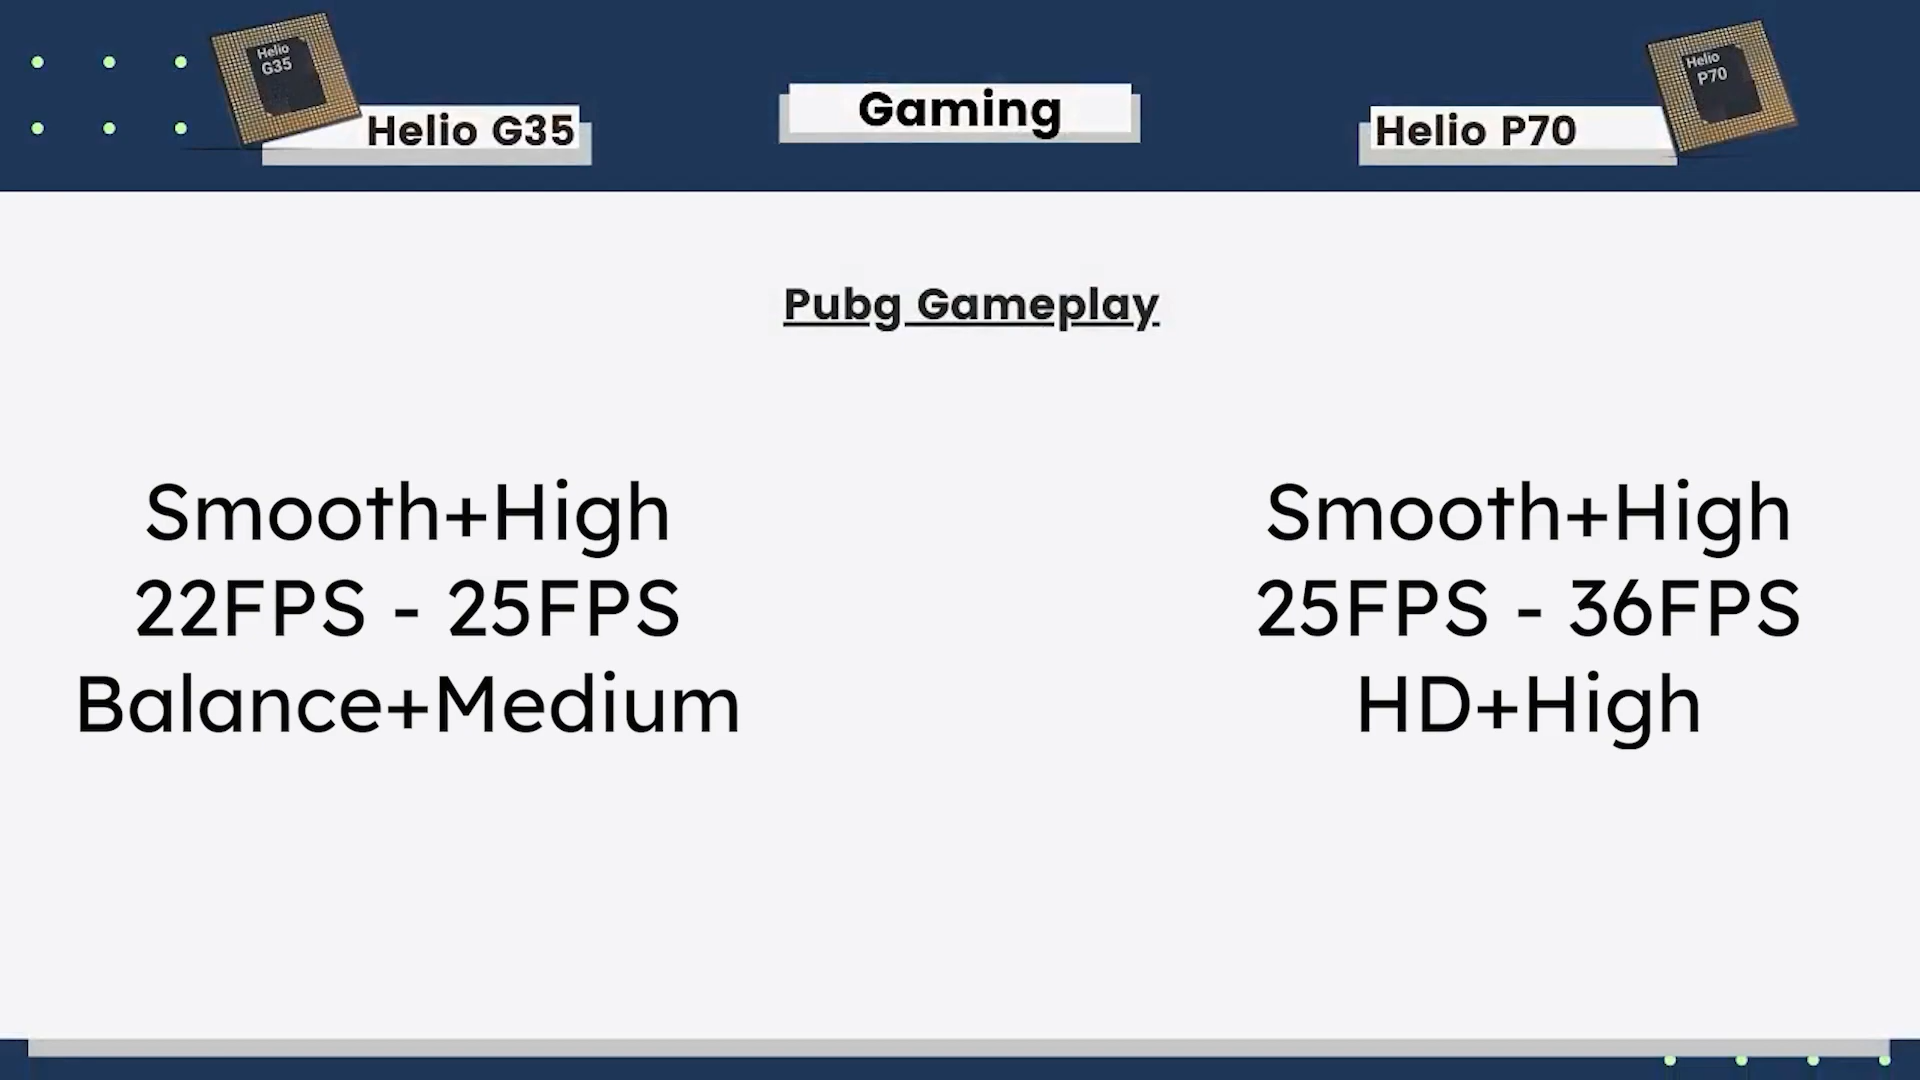 Helio
G35
Helio G35
Gaming
Helio P70
Helio
P70
Pubg Gameplay
Smooth+High
22FPS - 25FPS
Balance+Medium
Smooth+High
25FPS - 36FPS
HD+High